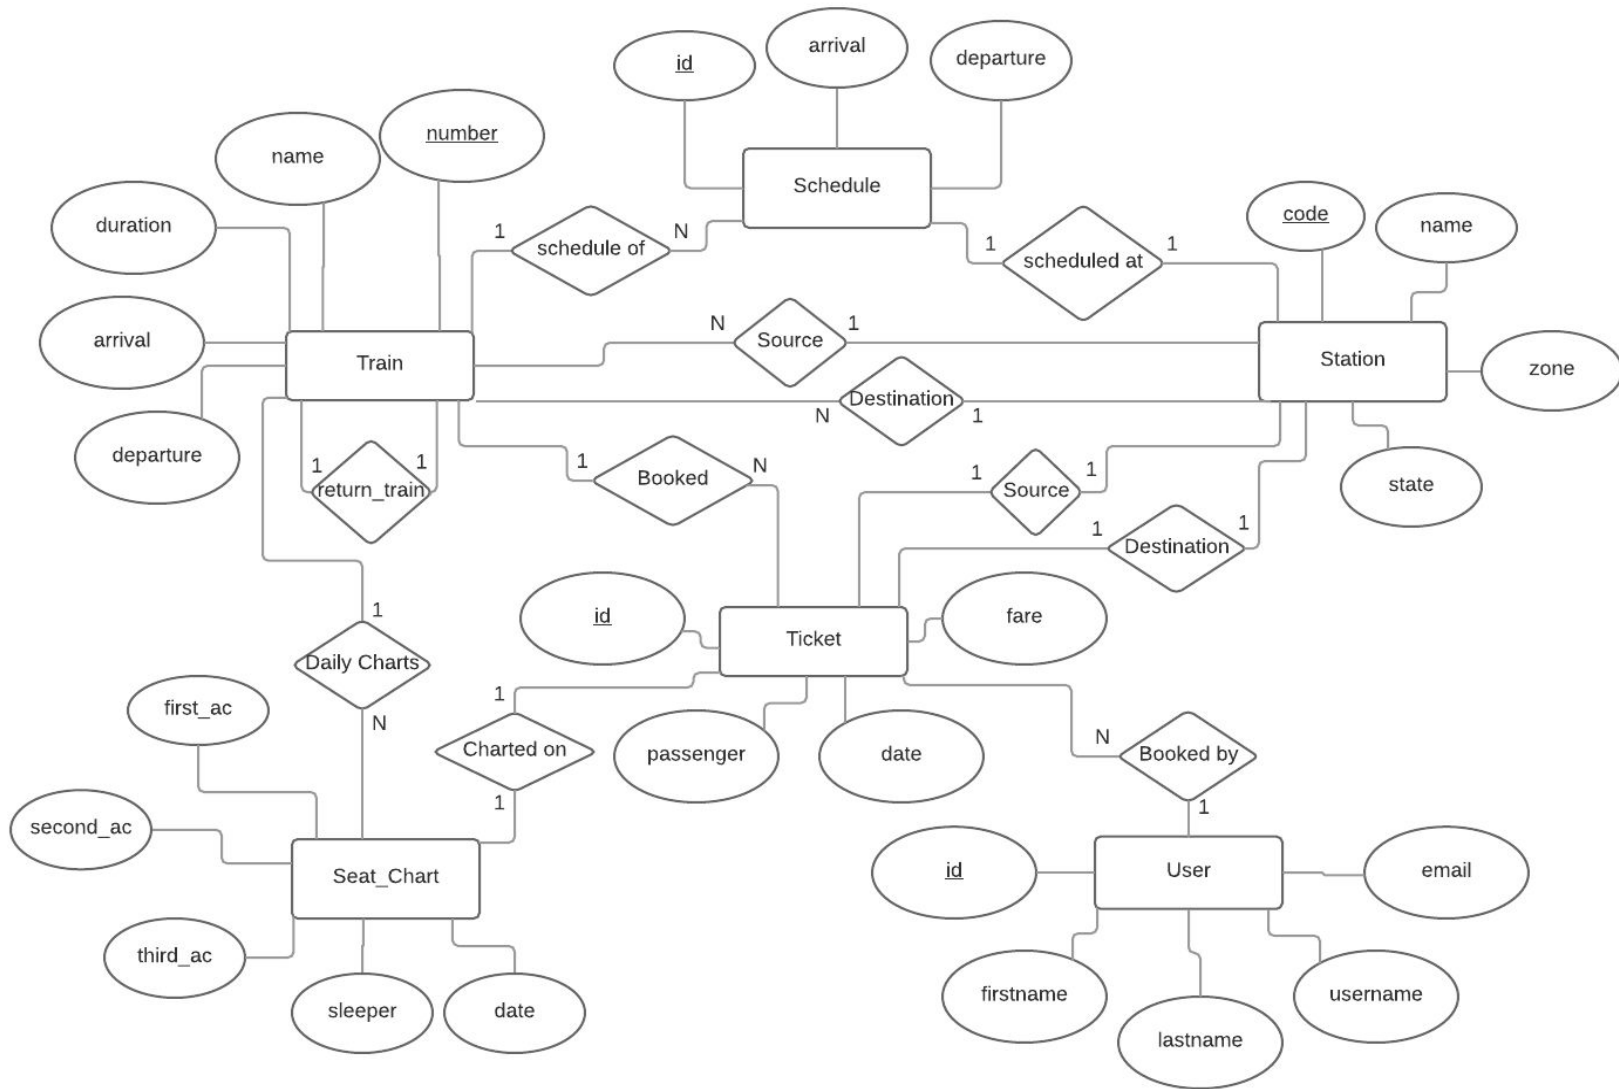 arrival
departure
id
number
name
Schedule
code
name
duration
1
schedule of
N
1
scheduled at
1
arrival
Train
N
Source
1
Station
zone
departure
N
Destination
1
1
return_train
1
1
Booked
N
1
Source
1
state
1
Destination
1
id
Ticket
fare
1
Daily Charts
N
first_ac
1
Charted on
1
passenger
date
N
Booked by
1
second_ac
Seat_Chart
id
User
email
third_ac
sleeper
date
firstname
lastname
username